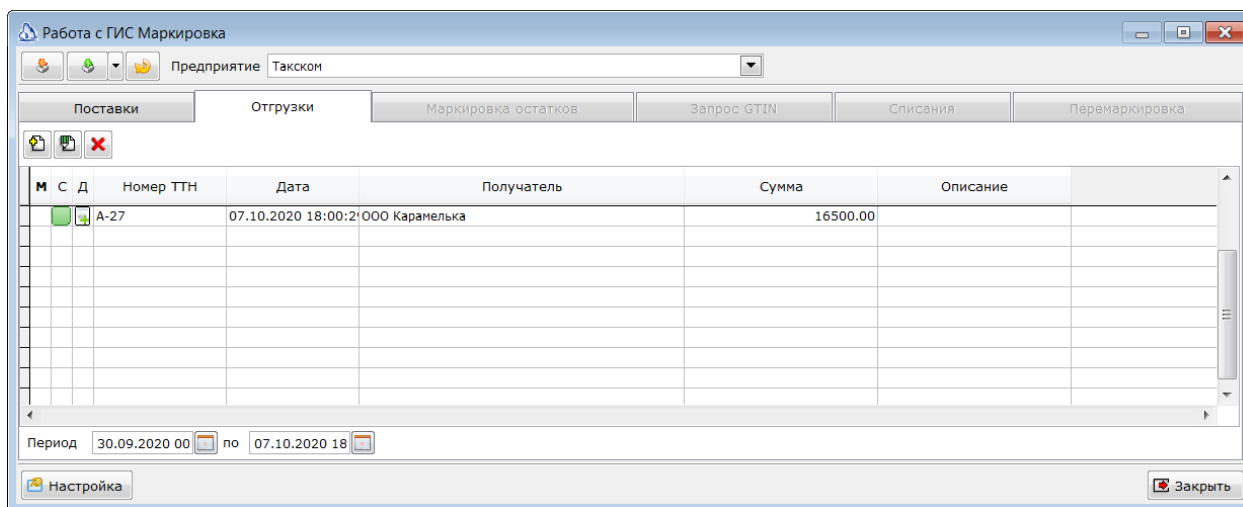 Работа с ГИС Маркировка
Предприятие Такском
Поставки Отгрузки Маркировка остатков Запрос GTIN Списания Перемаркировка
М С Д Номер ТТН Дата Получатель Сумма Описание
А-27 07.10.2020 18:00:2 ООО Карамелька 16500.00
Период 30.09.2020 00 по 07.10.2020 18
Настройка Закрыть